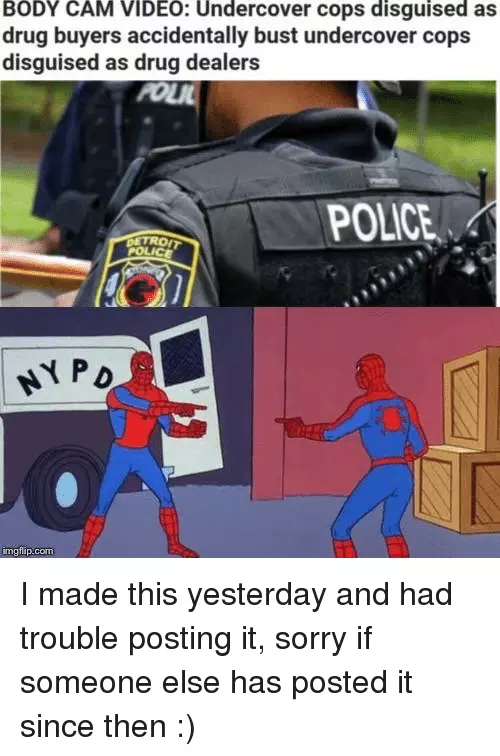 BODY CAM VIDEO: Undercover cops disguised as
drug buyers accidentally bust undercover cops
disguised as drug dealers
POLIC
POLICE
DETROIT
POLICE
NYPD
imgflip.com
I made this yesterday and had
trouble posting it, sorry if
someone else has posted it
since then :)